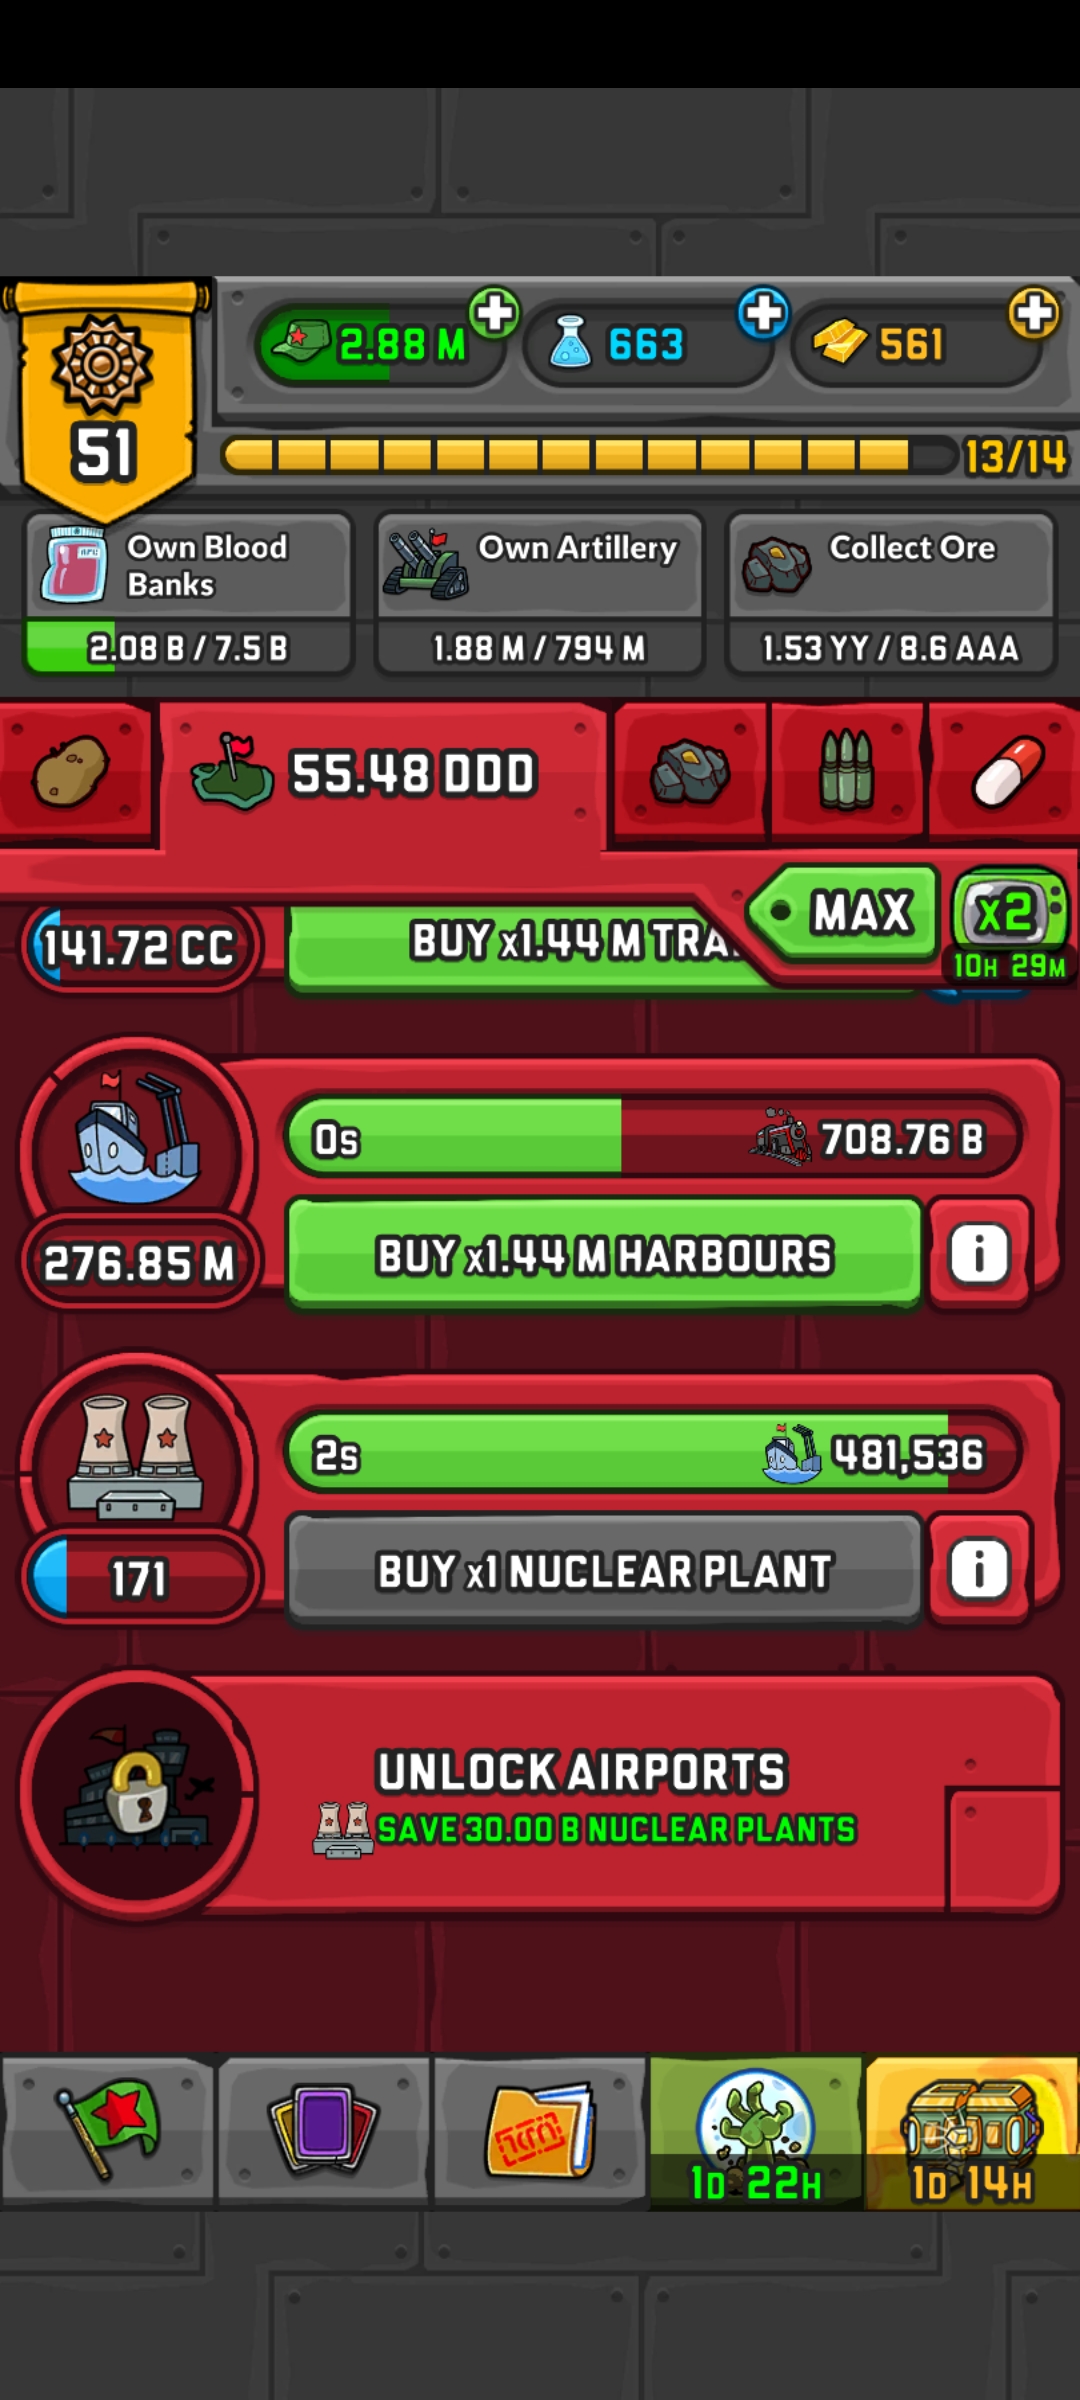 2.88 M
663
561
51
13/14
Own Blood
Banks
2.08 B / 7.5 B
Own Artillery
1.88 M / 794 M
Collect Ore
1.53 YY / 8.6 AAA
55.48 DDD
MAX
x2
10H 29M
141.72 CC
BUY x1.44 M TRA
0s
708.76 B
276.85 M
BUY x1.44 M HARBOURS
i
2s
481,536
171
BUY x1 NUCLEAR PLANT
i
UNLOCK AIRPORTS
SAVE 30.00 B NUCLEAR PLANTS
1D 22H
1D 14H